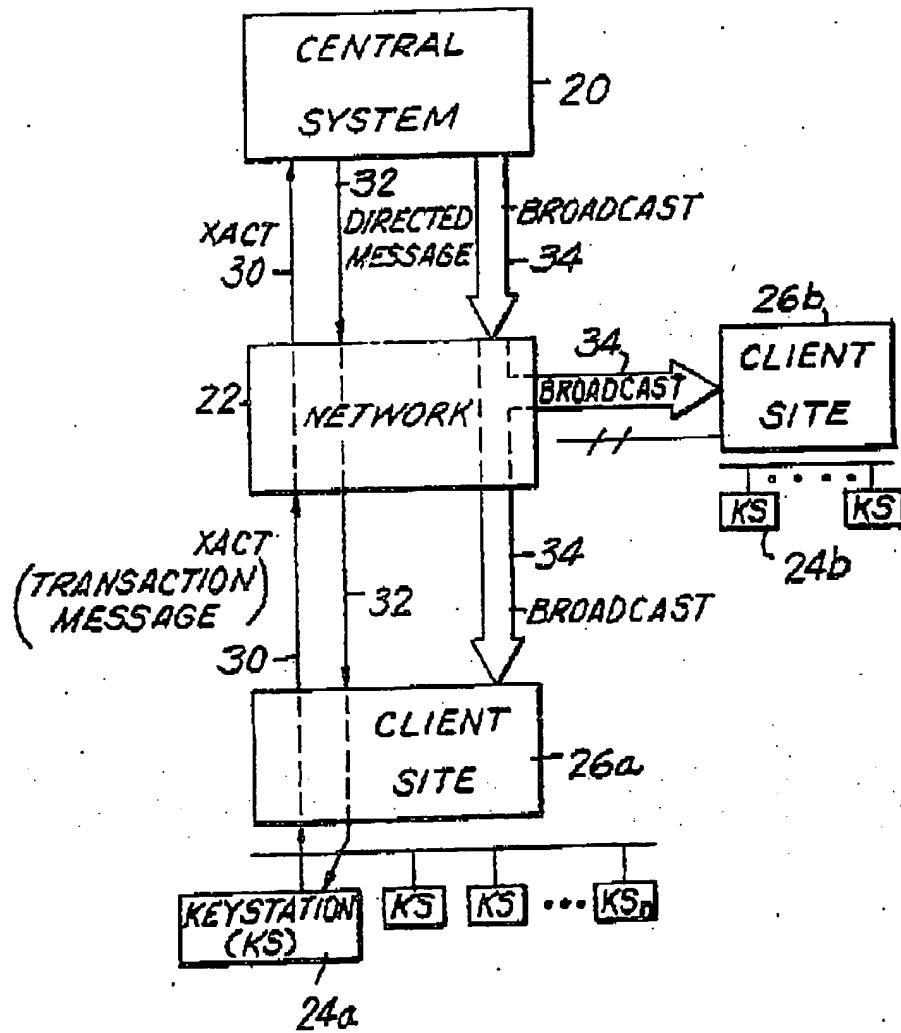 CENTRAL
SYSTEM
20
XACT
30
32
DIRECTED
MESSAGE
BROADCAST
34
26b
CLIENT
SITE
34
BROADCAST
22
NETWORK
KS
KS
24b
XACT
(TRANSACTION
MESSAGE)
30
32
34
BROADCAST
CLIENT
SITE
26a
KEYSTATION
(KS)
KS
KS
...
KSn
24a